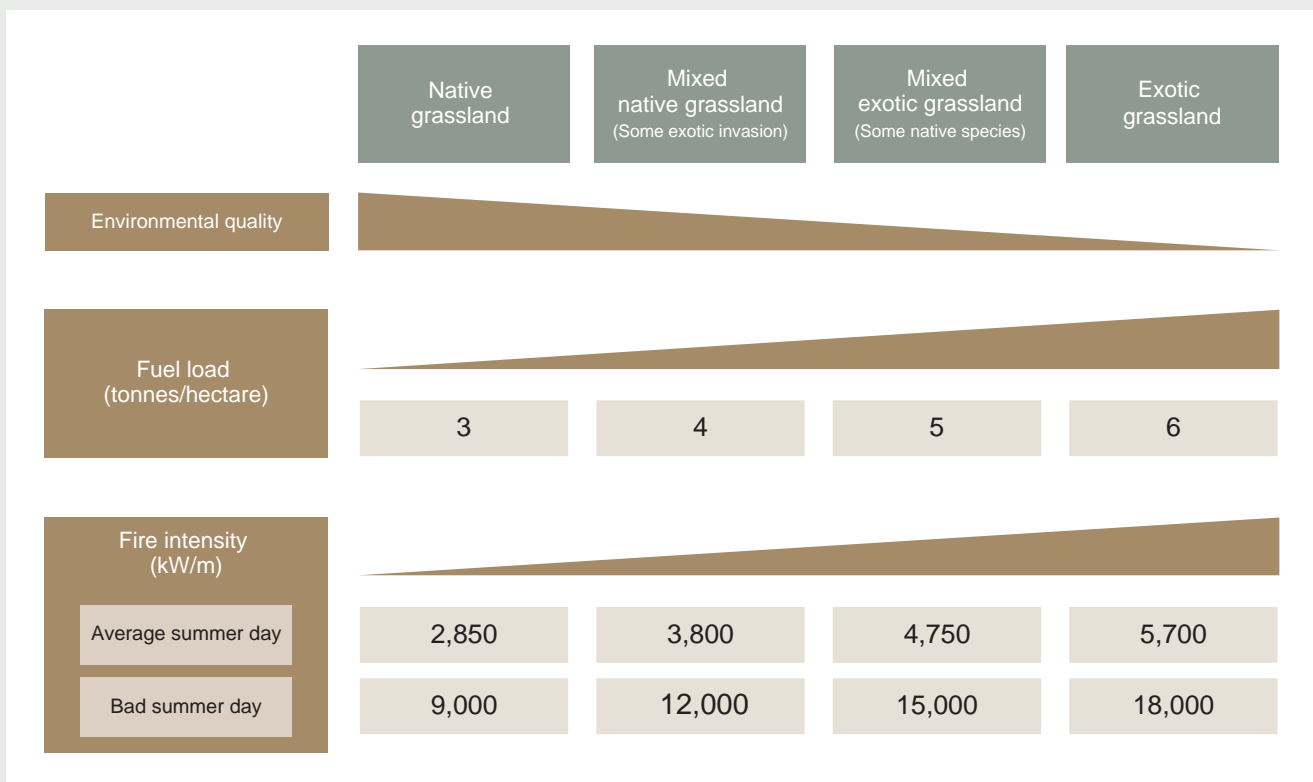 Native
grassland
Mixed
native grassland
(Some exotic invasion)
Mixed
exotic grassland
(Some native species)
Exotic
grassland
Environmental quality
Fuel load
(tonnes/hectare)
3
4
5
6
Fire intensity
(kW/m)
Average summer day
2,850
3,800
4,750
5,700
Bad summer day
9,000
12,000
15,000
18,000